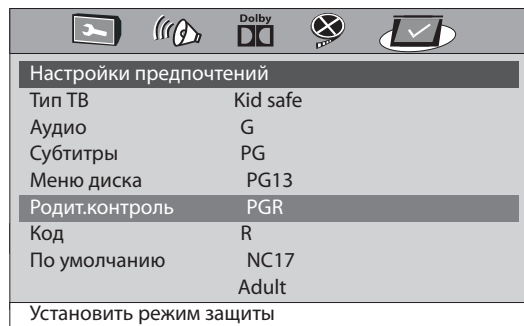 Dolby
Настройки предпочтений
Тип ТВ Kid safe
Аудио G
Субтитры PG
Меню диска PG13
Родит.контроль PGR
Код R
По умолчанию NC17
Adult
Установить режим защиты